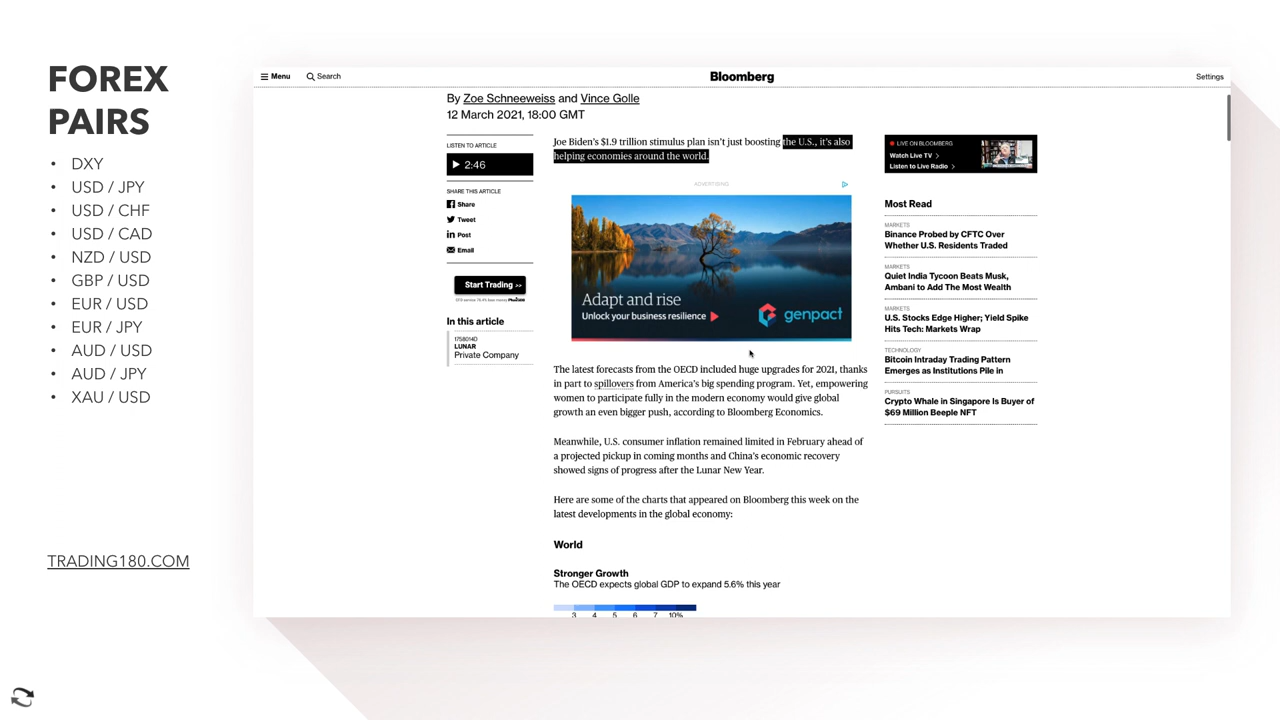 FOREX
PAIRS
• DXY
• USD / JPY
• USD / CHF
• USD / CAD
• NZD / USD
• GBP / USD
• EUR / USD
• EUR / JPY
• AUD / USD
• AUD / JPY
• XAU / USD
TRADING180.COM
Menu
Search
Bloomberg
Settings
By Zoe Schneeweiss and Vince Golle
12 March 2021, 18:00 GMT
LISTEN TO ARTICLE
2:46
SHARE THIS ARTICLE
Share
Tweet
Post
Email
Start Trading >>
In this article
LUNAR
Private Company
Joe Biden's $1.9 trillion stimulus plan isn't just boosting the U.S., it's also
helping economies around the world.
ADVERTISING
Adapt and rise
Unlock your business resilience
genpact
The latest forecasts from the OECD included huge upgrades for 2021, thanks
in part to spillovers from America's big spending program. Yet, empowering
women to participate fully in the modern economy would give global
growth an even bigger push, according to Bloomberg Economics.
Meanwhile, U.S. consumer inflation remained limited in February ahead of
a projected pickup in coming months and China's economic recovery
showed signs of progress after the Lunar New Year.
Here are some of the charts that appeared on Bloomberg this week on the
latest developments in the global economy:
World
Stronger Growth
The OECD expects global GDP to expand 5.6% this year
3 4 5 6 7 10%
LIVE ON BLOOMBERG
Watch Live TV
Listen to Live Radio
Most Read
MARKETS
Binance Probed by CFTC Over
Whether U.S. Residents Traded
MARKETS
Quiet India Tycoon Beats Musk,
Ambani to Add The Most Wealth
MARKETS
U.S. Stocks Edge Higher; Yield Spike
Hits Tech: Markets Wrap
TECHNOLOGY
Bitcoin Intraday Trading Pattern
Emerges as Institutions Pile in
PURSUITS
Crypto Whale in Singapore Is Buyer of
$69 Million Beeple NFT